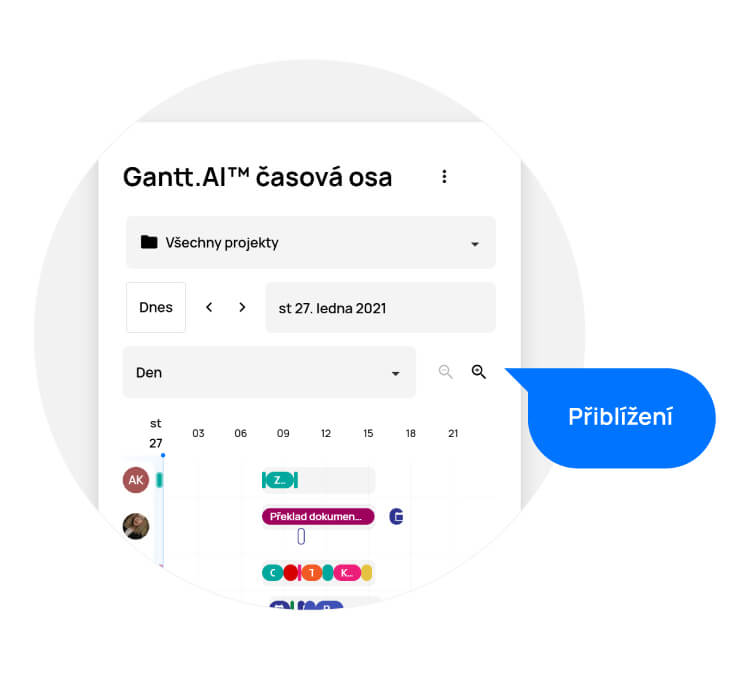 Gantt.AI™ časová osa
Všechny projekty
Dnes
st 27. ledna 2021
Den
Přiblížení
st
27
03 06 09 12 15 18 21
AK
Z...
Překlad dokumen...
C T K...